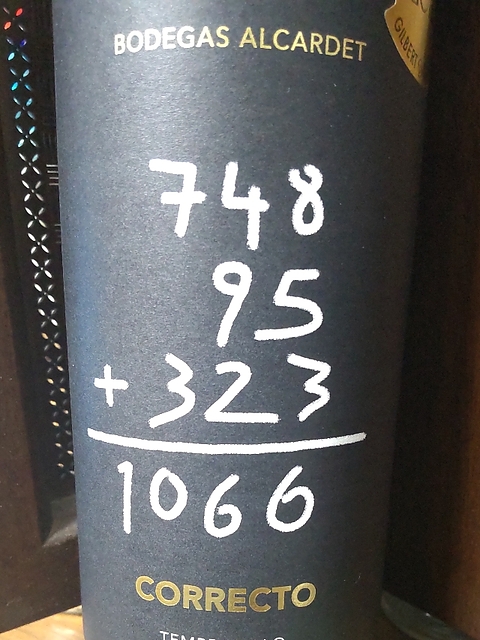 BODEGAS ALCARDET
748
95
+ 323
1066
CORRECTO